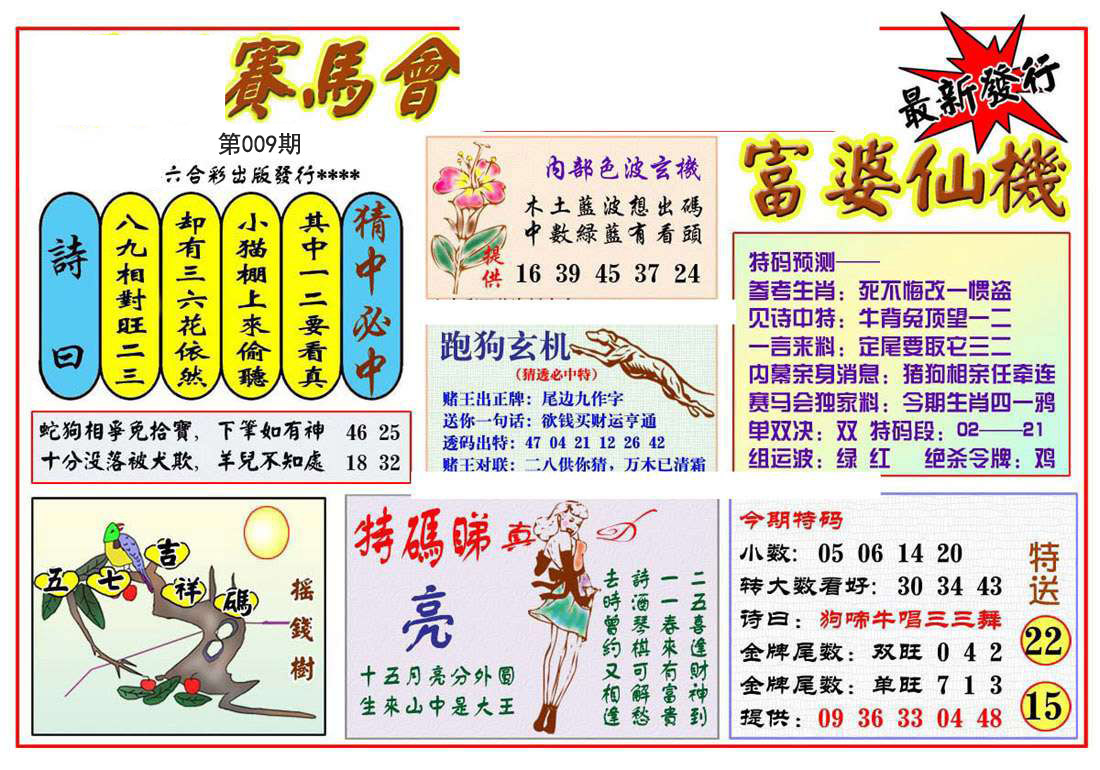 賽馬會
第009期
六合彩出版發行****
最新發行
富婆仙機
詩曰
八九相對旺二三
却有三六花依然
小猫棚上來偷聽
其中一二要看真
猜中必中
蛇狗相爭免拾寶，下筆如有神 46 25
十分没落被犬欺，羊兒不知處 18 32
内部色波玄機
木土藍波想出碼
中數緑藍有看頭
提供
16 39 45 37 24
跑狗玄机
（猜透必中特）
赌王出正牌：尾边九作字
送你一句话：欲钱买财运亨通
透码出特：47 04 21 12 26 42
赌王对联：二八供你猜，万木已清霜
特码预测——
参考生肖：死不悔改一惯盗
见诗中特：牛背兔顶望一二
一言来料：定尾要取它三二
内幕亲身消息：猪狗相亲任牵连
赛马会独家料：今期生肖四一鸦
单双决：双 特码段：02——21
组运波：绿 红 绝杀令牌：鸡
五七吉祥碼
摇錢樹
特碼睇真D
亮
十五月亮分外圆
生來山中是大王
二五喜逢財神到
一一春來有富貴
詩酒琴棋可解愁
去時曾約又相逢
今期特码
小数：05 06 14 20
转大数看好：30 34 43
诗曰：狗啼牛唱三三舞
金牌尾数：双旺 0 4 2
金牌尾数：单旺 7 1 3
提供：09 36 33 04 48
特送
22
15